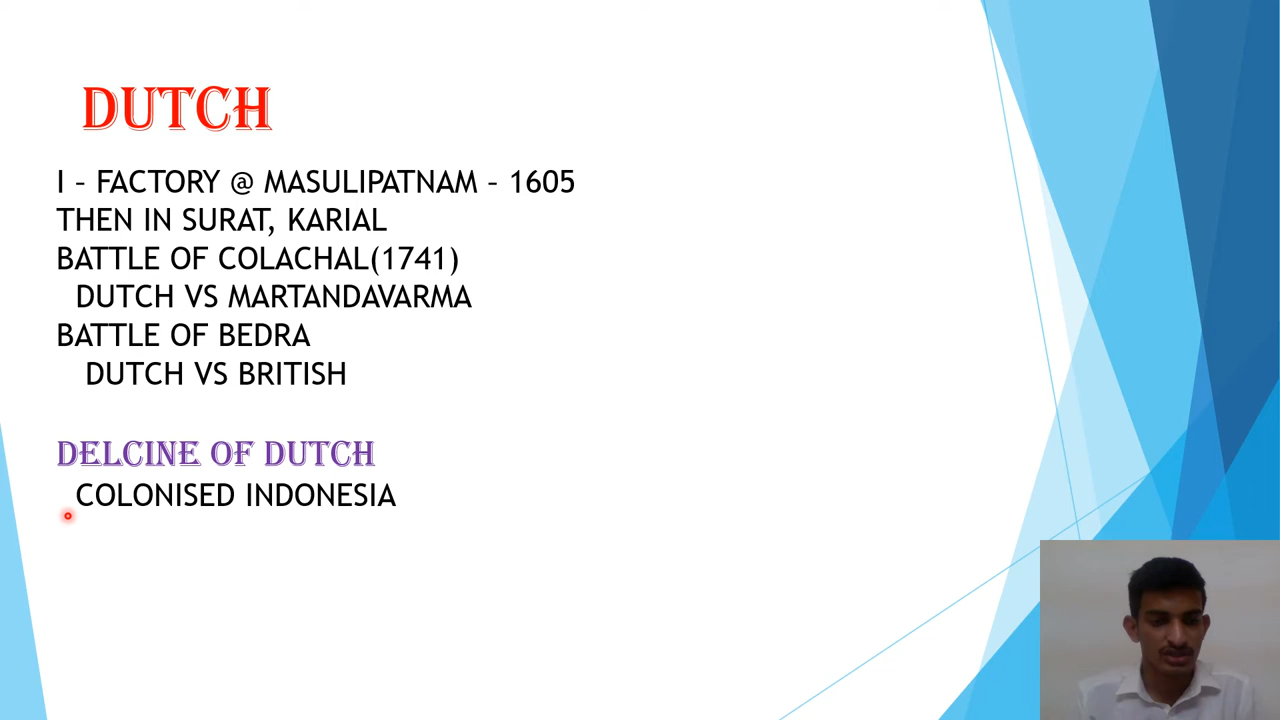 DUTCH
I – FACTORY @ MASULIPATNAM – 1605
THEN IN SURAT, KARIAL
BATTLE OF COLACHAL(1741)
DUTCH VS MARTANDAVARMA
BATTLE OF BEDRA
DUTCH VS BRITISH
DELCINE OF DUTCH
COLONISED INDONESIA